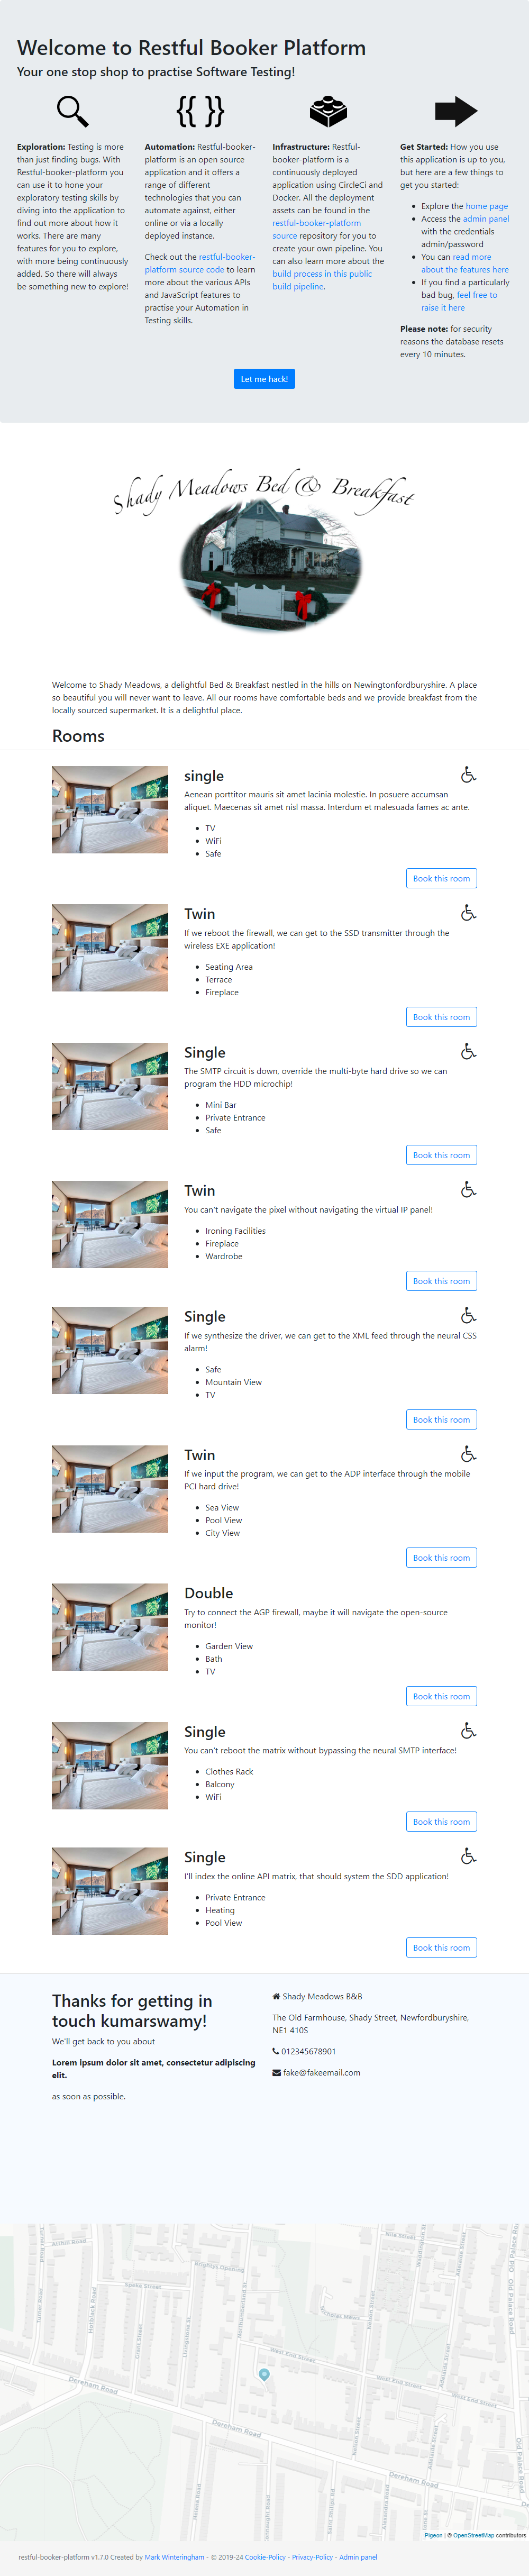 Welcome to Restful Booker Platform
Your one stop shop to practise Software Testing!
Exploration: Testing is more
than just finding bugs. With
Restful-booker-platform you
can use it to hone your
exploratory testing skills by
diving into the application to
find out more about how it
works. There are many
features for you to explore,
with more being continuously
added. So there will always
be something new to explore!
Automation: Restful-booker-
platform is an open source
application and it offers a
range of different
technologies that you can
automate against, either
online or via a locally
deployed instance.
Check out the restful-booker-
platform source code to learn
more about the various APIs
and JavaScript features to
practise your Automation in
Testing skills.
Infrastructure: Restful-
booker-platform is a
continuously deployed
application using CircleCi and
Docker. All the deployment
assets can be found in the
restful-booker-platform
source repository for you to
create your own pipeline. You
can also learn more about the
build process in this public
build pipeline.
Get Started: How you use
this application is up to you,
but here are a few things to
get you started:
Explore the home page
Access the admin panel
with the credentials
admin/password
You can read more
about the features here
If you find a particularly
bad bug, feel free to
raise it here
Please note: for security
reasons the database resets
every 10 minutes.
Let me hack!
Shady Meadows Bed & Breakfast
Welcome to Shady Meadows, a delightful Bed & Breakfast nestled in the hills on Newingtonfordburyshire. A place
so beautiful you will never want to leave. All our rooms have comfortable beds and we provide breakfast from the
locally sourced supermarket. It is a delightful place.
Rooms
single
Aenean porttitor mauris sit amet lacinia molestie. In posuere accumsan
aliquet. Maecenas sit amet nisl massa. Interdum et malesuada fames ac ante.
TV
WiFi
Safe
Book this room
Twin
If we reboot the firewall, we can get to the SSD transmitter through the
wireless EXE application!
Seating Area
Terrace
Fireplace
Book this room
Single
The SMTP circuit is down, override the multi-byte hard drive so we can
program the HDD microchip!
Mini Bar
Private Entrance
Safe
Book this room
Twin
You can't navigate the pixel without navigating the virtual IP panel!
Ironing Facilities
Fireplace
Wardrobe
Book this room
Single
If we synthesize the driver, we can get to the XML feed through the neural CSS
alarm!
Safe
Mountain View
TV
Book this room
Twin
If we input the program, we can get to the ADP interface through the mobile
PCI hard drive!
Sea View
Pool View
City View
Book this room
Double
Try to connect the AGP firewall, maybe it will navigate the open-source
monitor!
Garden View
Bath
TV
Book this room
Single
You can't reboot the matrix without bypassing the neural SMTP interface!
Clothes Rack
Balcony
WiFi
Book this room
Single
I'll index the online API matrix, that should system the SDD application!
Private Entrance
Heating
Pool View
Book this room
Thanks for getting in
touch kumarswamy!
We'll get back to you about
Lorem ipsum dolor sit amet, consectetur adipiscing
elit.
as soon as possible.
Shady Meadows B&B
The Old Farmhouse, Shady Street, Newfordburyshire,
NE1 410S
012345678901
fake@fakeemail.com
Nile Street
Old Palace Road
Turner Road
Hotblack Road
Speke Street
Brightys Opening
Northumberland St
Livingstone St
Grant Street
Nelson Street
Adelaide Street
West End Street
West End Street
West End Street
Dereham Road
Dereham Road
Dereham Road
Old Palace Road
Pigeon | © OpenStreetMap contributors
restful-booker-platform v1.7.0 Created by Mark Winteringham - © 2019-24 Cookie-Policy - Privacy-Policy - Admin panel